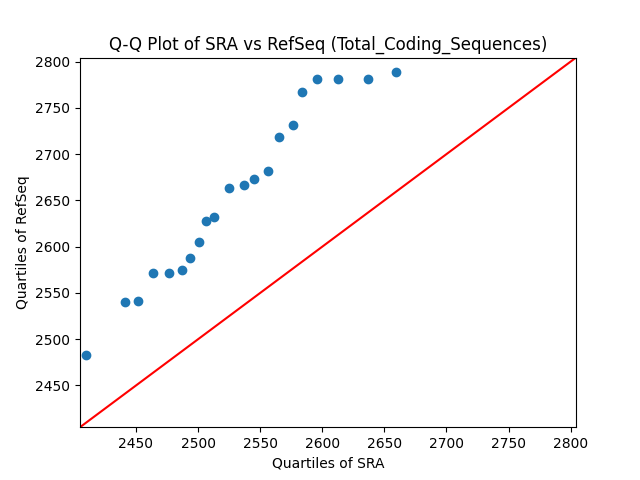 Q-Q Plot of SRA vs RefSeq (Total_Coding_Sequences)
2800
2750
2700
2650
2600
2550
2500
2450
Quartiles of RefSeq
2450 2500 2550 2600 2650 2700 2750 2800
Quartiles of SRA